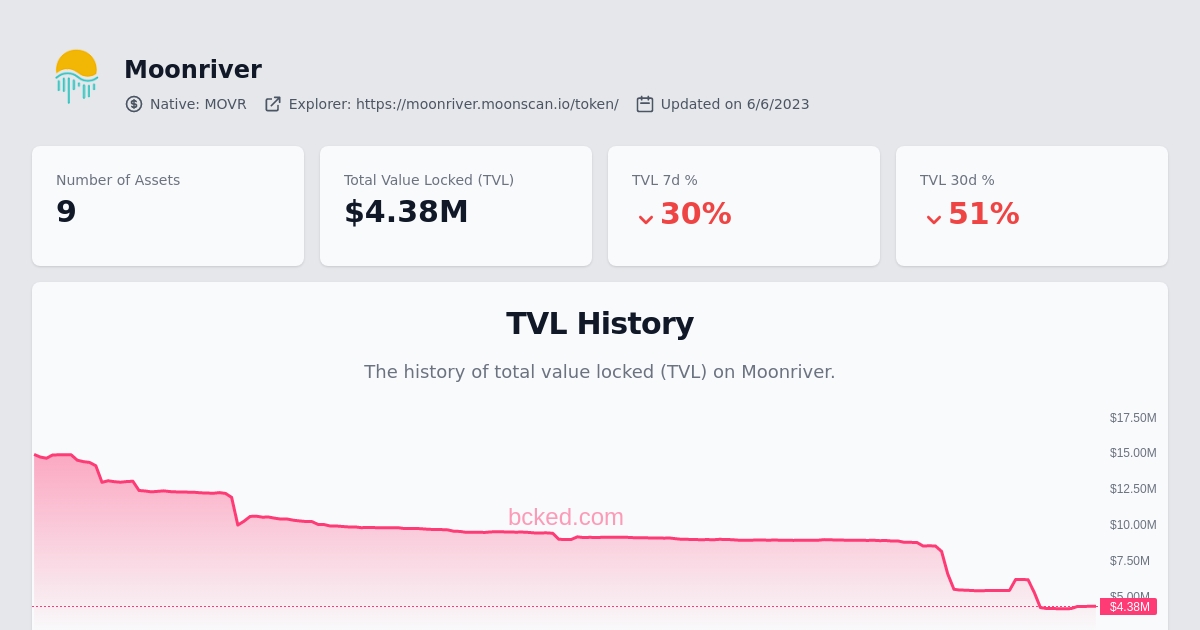 Moonriver
Native: MOVR Explorer: https://moonriver.moonscan.io/token/ Updated on 6/6/2023
Number of Assets
9
Total Value Locked (TVL)
$4.38M
TVL 7d %
30%
TVL 30d %
51%
TVL History
The history of total value locked (TVL) on Moonriver.
$17.50M
$15.00M
$12.50M
bcked.com
$10.00M
$7.50M
$5.00M
$4.38M